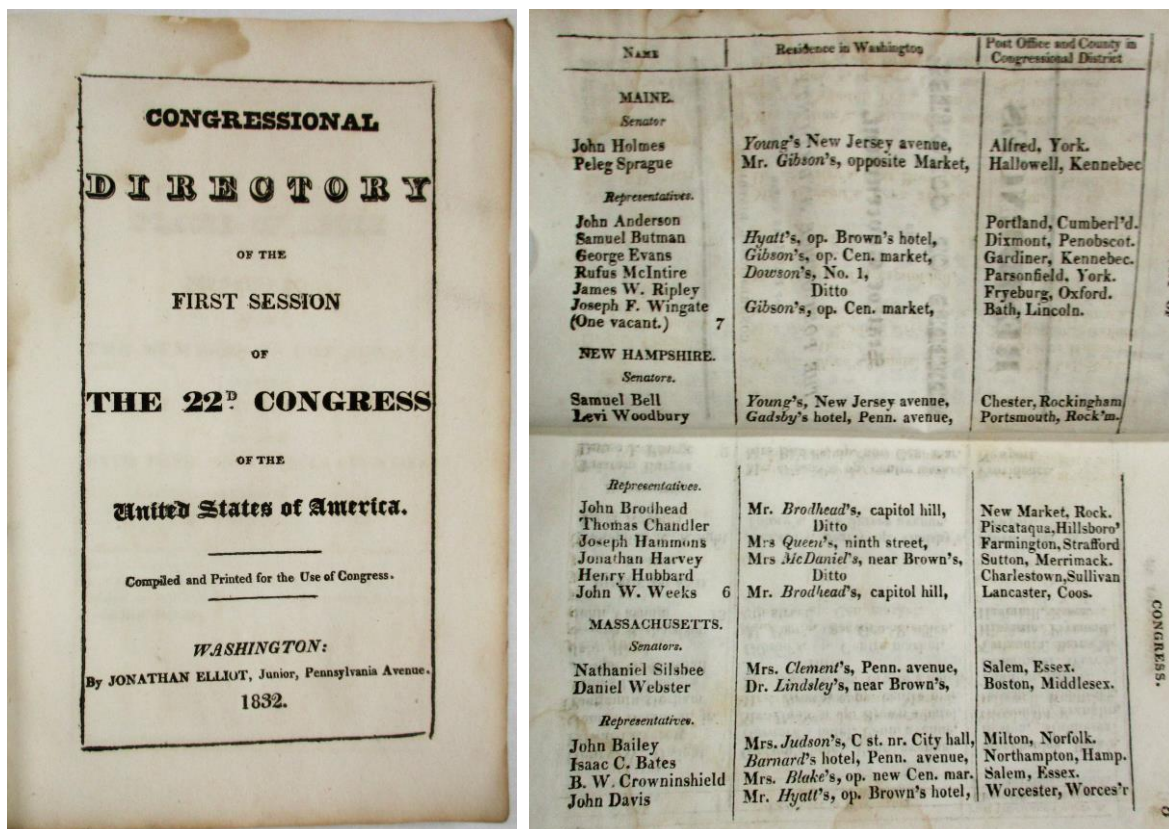 CONGRESSIONAL
DIRECTORY
OF THE
FIRST SESSION
OF
THE 22D CONGRESS
OF THE
United States of America.
Compiled and Printed for the Use of Congress.
WASHINGTON:
By JONATHAN ELLIOT, Junior, Pennsylvania Avenue.
1832.
NAME Residence in Washington Post Office and County in Congressional District
MAINE.
Senator
John Holmes Young's New Jersey avenue, Alfred, York.
Peleg Sprague Mr. Gibson's, opposite Market, Hallowell, Kennebec
Representatives.
John Anderson Portland, Cumberl'd.
Samuel Butman Hyatt's, op. Brown's hotel, Dixmont, Penobscot.
George Evans Gibson's, op. Cen. market, Gardiner, Kennebec.
Rufus McIntire Dowson's, No. 1, Parsonfield, York.
James W. Ripley Ditto Fryeburg, Oxford.
Joseph F. Wingate Gibson's, op. Cen. market, Bath, Lincoln.
(One vacant.) 7
NEW HAMPSHIRE.
Senators.
Samuel Bell Young's, New Jersey avenue, Chester, Rockingham
Levi Woodbury Gadsby's hotel, Penn. avenue, Portsmouth, Rock'm.
Representatives.
John Brodhead Mr. Brodhead's, capitol hill, New Market, Rock.
Thomas Chandler Ditto Piscataqua, Hillsboro'
Joseph Hammons Mrs Queen's, ninth street, Farmington, Strafford
Jonathan Harvey Mrs McDaniel's, near Brown's, Sutton, Merrimack.
Henry Hubbard Ditto Charlestown, Sullivan
John W. Weeks 6 Mr. Brodhead's, capitol hill, Lancaster, Coos.
MASSACHUSETTS.
Senators.
Nathaniel Silsbee Mrs. Clement's, Penn. avenue, Salem, Essex.
Daniel Webster Dr. Lindsley's, near Brown's, Boston, Middlesex.
Representatives.
John Bailey Mrs. Judson's, C st. nr. City hall, Milton, Norfolk.
Isaac C. Bates Barnard's hotel, Penn. avenue, Northampton, Hamp.
B. W. Crowninshield Mrs. Blake's, op. new Cen. mar. Salem, Essex.
John Davis Mr. Hyatt's, op. Brown's hotel, Worcester, Worces'r
CONGRESS.